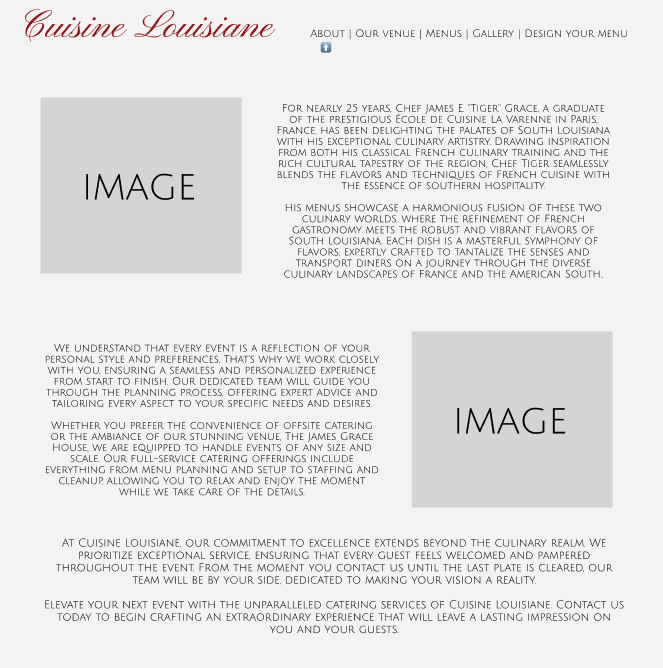 Cuisine Louisiane
About | Our venue | Menus | Gallery | Design your menu
IMAGE
For nearly 25 years, Chef James E. "Tiger" Grace, a graduate
of the prestigious École de Cuisine La Varenne in Paris,
France, has been delighting the palates of South Louisiana
with his exceptional culinary artistry. Drawing inspiration
from both his classical French culinary training and the
rich cultural tapestry of the region, Chef Tiger seamlessly
blends the flavors and techniques of French cuisine with
the essence of southern hospitality.
His menus showcase a harmonious fusion of these two
culinary worlds, where the refinement of French
gastronomy meets the robust and vibrant flavors of
South Louisiana. Each dish is a masterful symphony of
flavors, expertly crafted to tantalize the senses and
transport diners on a journey through the diverse
culinary landscapes of France and the American South.
We understand that every event is a reflection of your
personal style and preferences. That's why we work closely
with you, ensuring a seamless and personalized experience
from start to finish. Our dedicated team will guide you
through the planning process, offering expert advice and
tailoring every aspect to your specific needs and desires.
Whether you prefer the convenience of offsite catering
or the ambiance of our stunning venue, The James Grace
House, we are equipped to handle events of any size and
scale. Our full-service catering offerings include
everything from menu planning and setup to staffing and
cleanup, allowing you to relax and enjoy the moment
while we take care of the details.
IMAGE
At Cuisine Louisiane, our commitment to excellence extends beyond the culinary realm. We
prioritize exceptional service, ensuring that every guest feels welcomed and pampered
throughout the event. From the moment you contact us until the last plate is cleared, our
team will be by your side, dedicated to making your vision a reality.
Elevate your next event with the unparalleled catering services of Cuisine Louisiane. Contact us
today to begin crafting an extraordinary experience that will leave a lasting impression on
you and your guests.